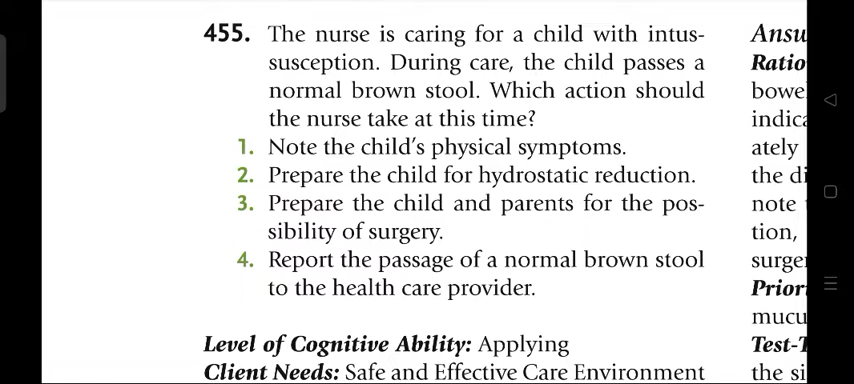 455. The nurse is caring for a child with intus-
susception. During care, the child passes a
normal brown stool. Which action should
the nurse take at this time?
1. Note the child's physical symptoms.
2. Prepare the child for hydrostatic reduction.
3. Prepare the child and parents for the pos-
sibility of surgery.
4. Report the passage of a normal brown stool
to the health care provider.
Level of Cognitive Ability: Applying
Client Needs: Safe and Effective Care Environment
Answ
Ratio
bowe
indica
ately
the di
note
tion,
surge
Prior
mucu
Test-T
the si